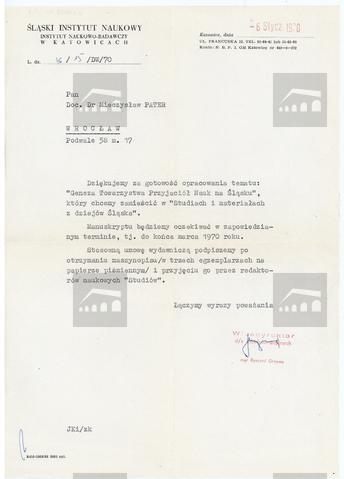 ŚLĄSKI INSTYTUT NAUKOWY
INSTYTUT NAUKOWO-BADAWCZY
W KATOWICACH
L. dz. 16/15/DW/70
Katowice, dnia -6 Stycz 1970
UL. FRANCUSKA 12
Pan
Doc. Dr Mieczysław PATER
WROCŁAW
Podwale 58 m. 17
Dziękujemy za gotowość opracowania tematu:
"Geneza Towarzystwa Przyjaciół Nauk na Śląsku",
który chcemy zamieścić w "Studiach i materiałach
z dziejów Śląska".
Manuskryptu będziemy oczekiwać w zapowiedzia-
nym terminie, tj. do końca marca 1970 roku.
Stosowną umowę wydawniczą podpiszemy po
otrzymaniu maszynopisu/w trzech egzemplarzach na
papierze piśmiennym/ i przyjęciu go przez redakto-
rów naukowych "Studiów".
Łączymy wyrazy poważania
Wicedyrektor
mgr Ryszard
JKi/zk